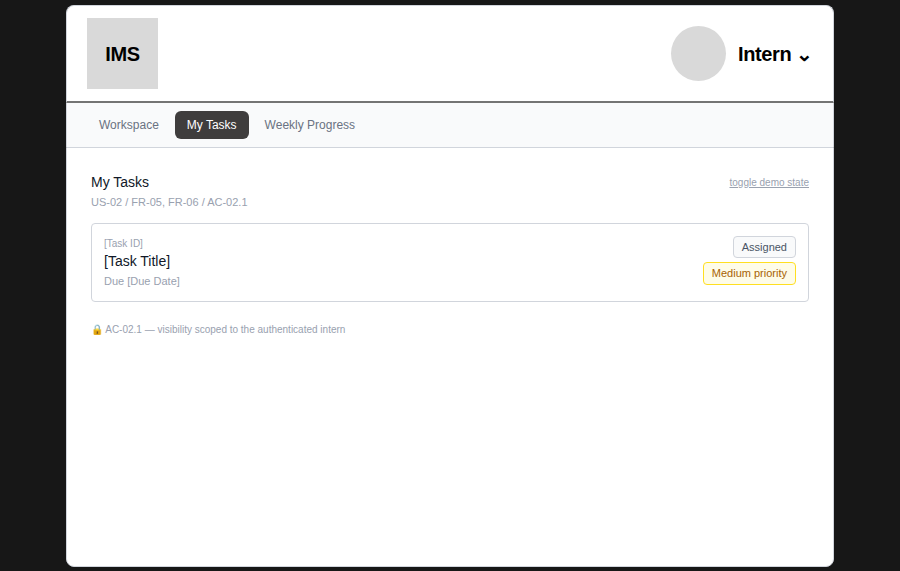 IMS
Intern
Workspace
My Tasks
Weekly Progress
My Tasks
toggle demo state
US-02 / FR-05, FR-06 / AC-02.1
[Task ID]
Assigned
[Task Title]
Medium priority
Due [Due Date]
🔒 AC-02.1 — visibility scoped to the authenticated intern